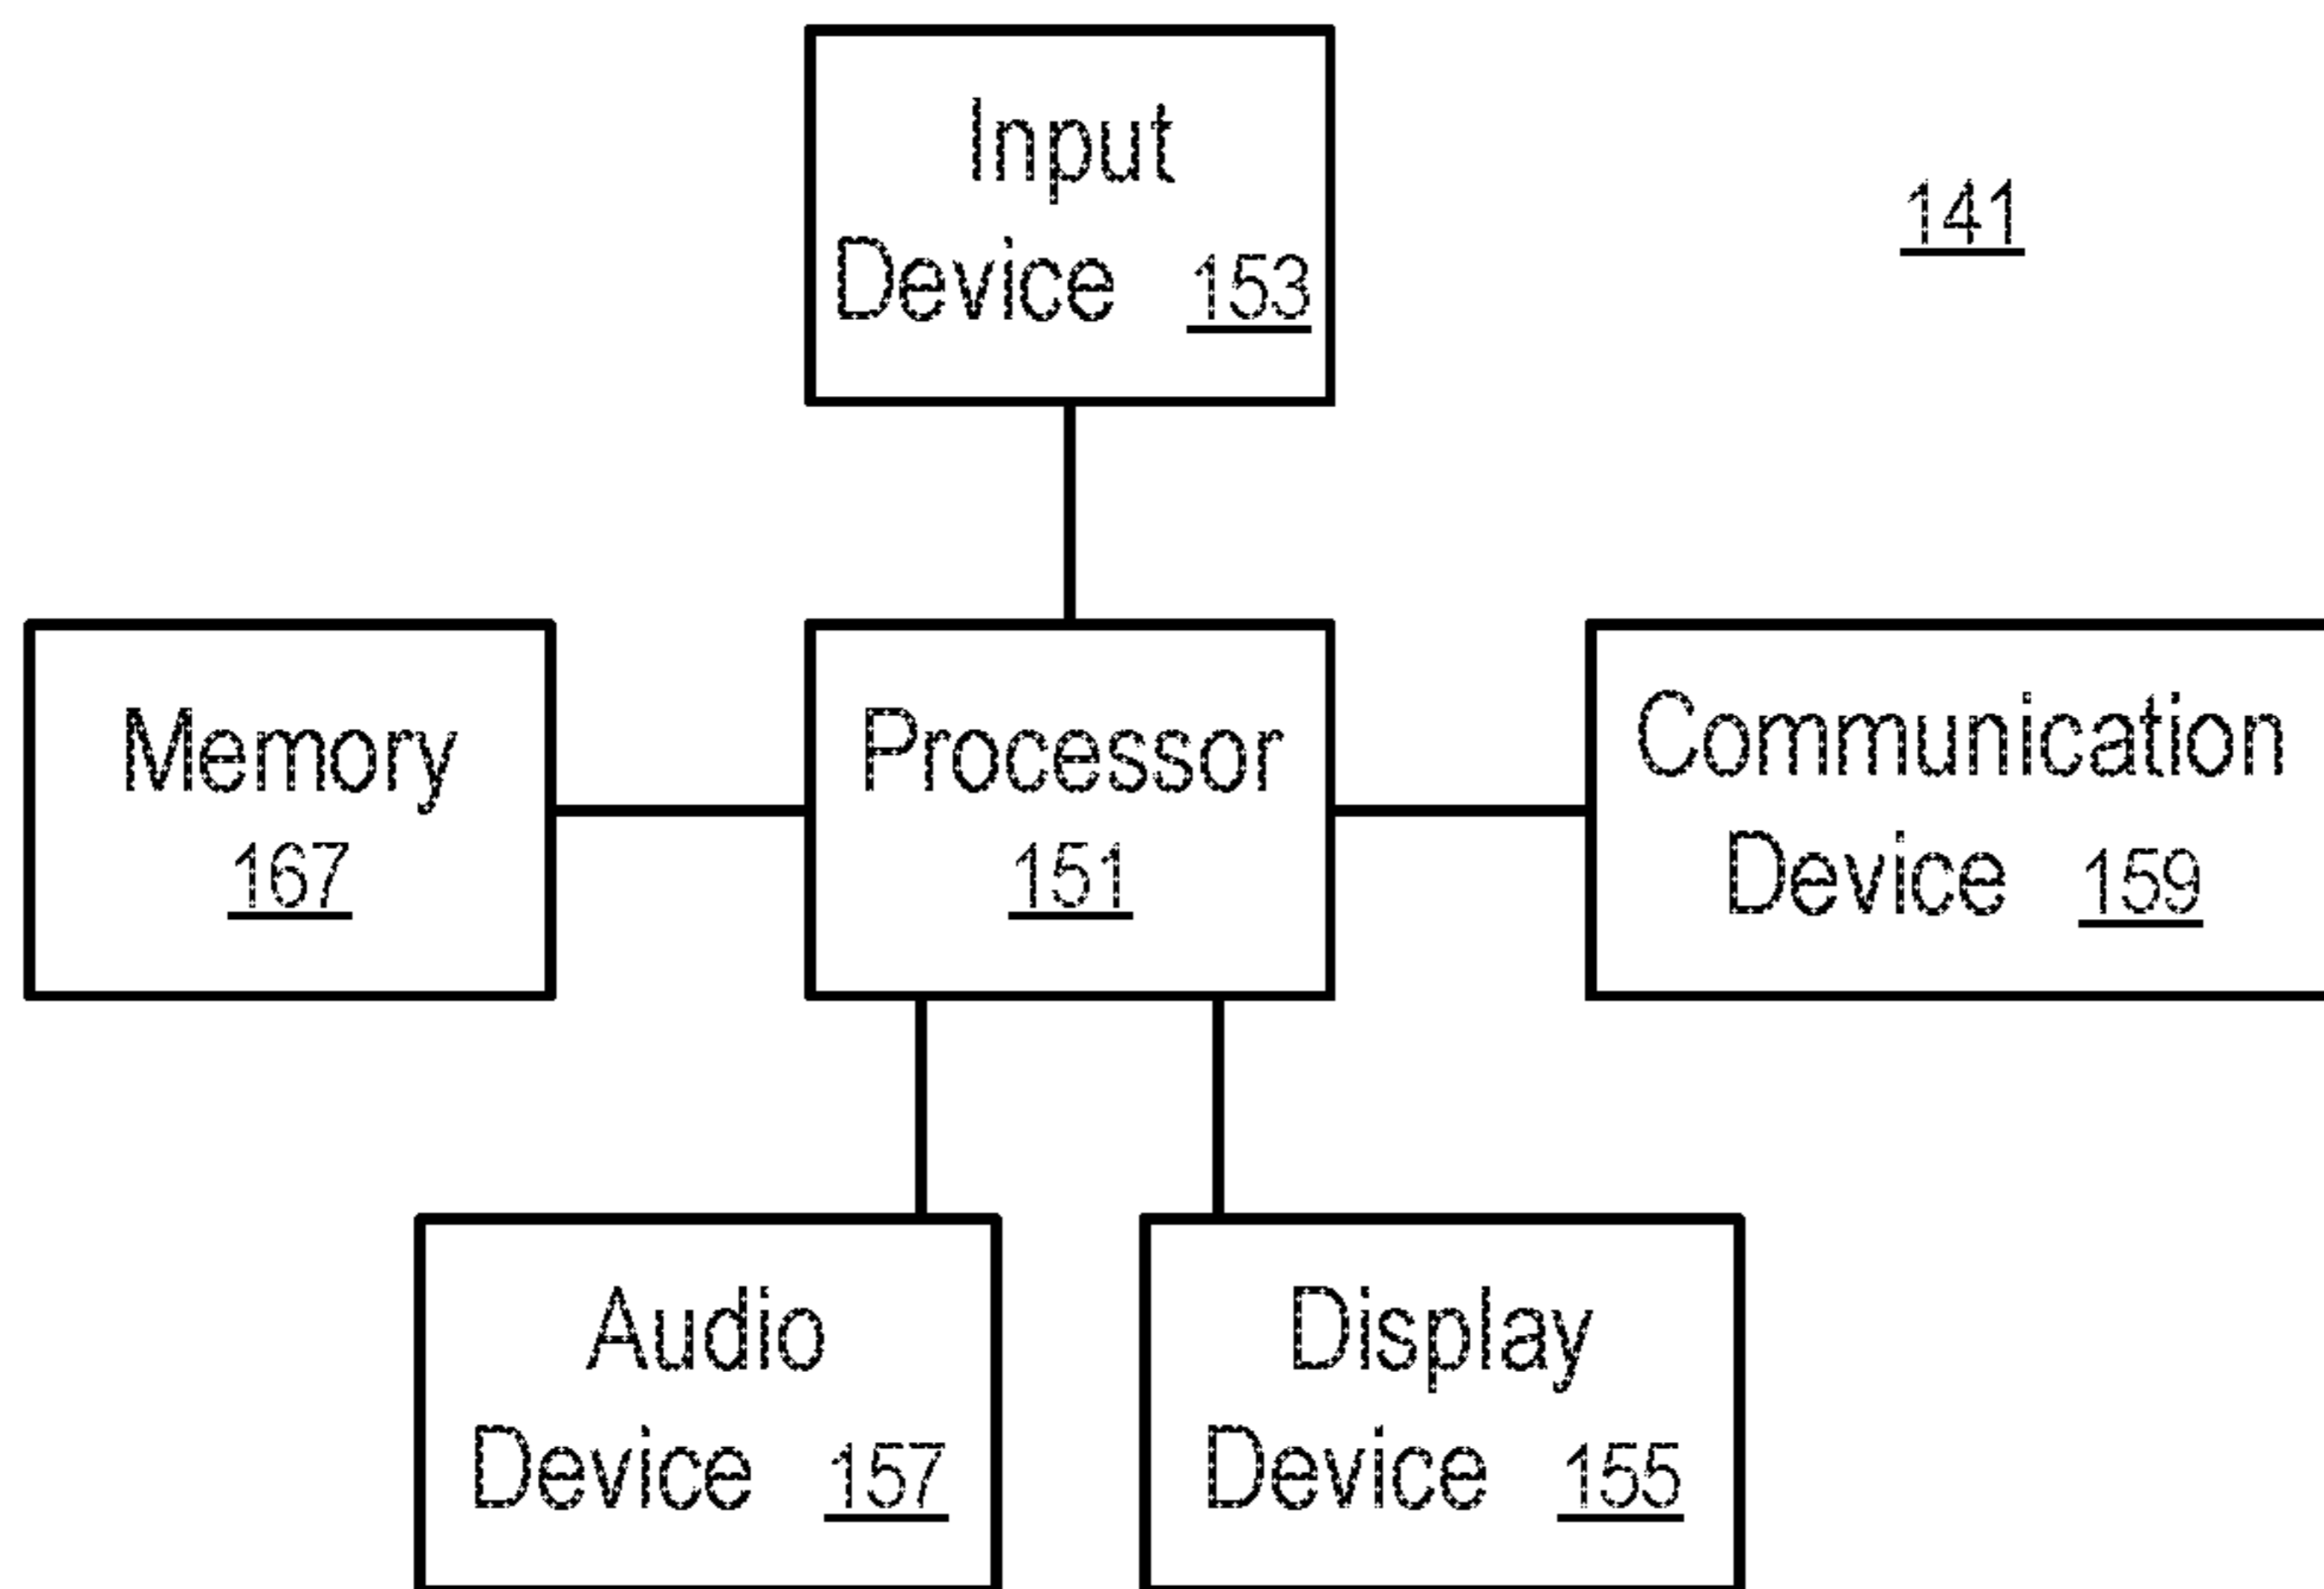 Input
Device 153
141
Memory
167
Processor
151
Communication
Device 159
Audio
Device 157
Display
Device 155